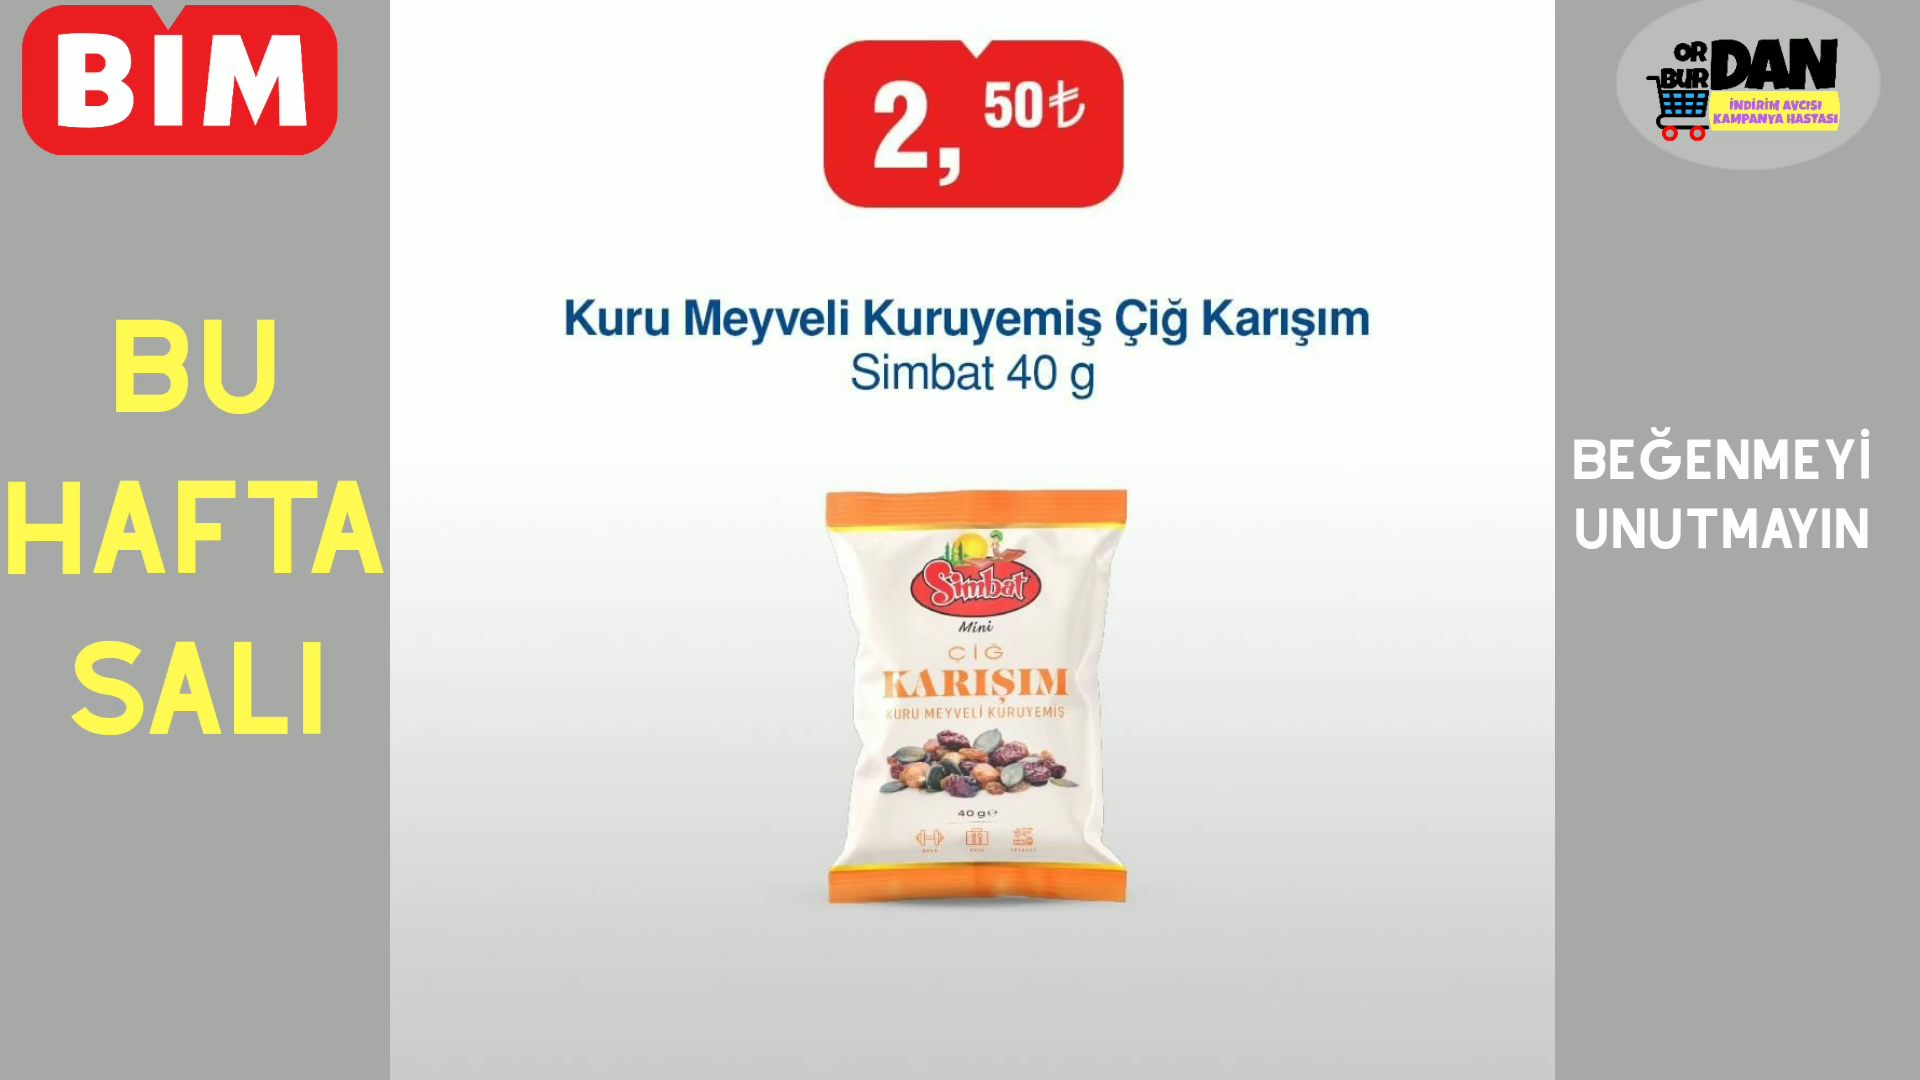 BİM
BU
HAFTA
SALI
2,50₺
Kuru Meyveli Kuruyemiş Çiğ Karışım
Simbat 40 g
Simbat
Mini
ÇİĞ
KARIŞIM
KURU MEYVELİ KURUYEMİŞ
40 g℮
OR
BUR DAN
İNDİRİM AVCISI
KAMPANYA HASTASI
BEĞENMEYİ
UNUTMAYIN